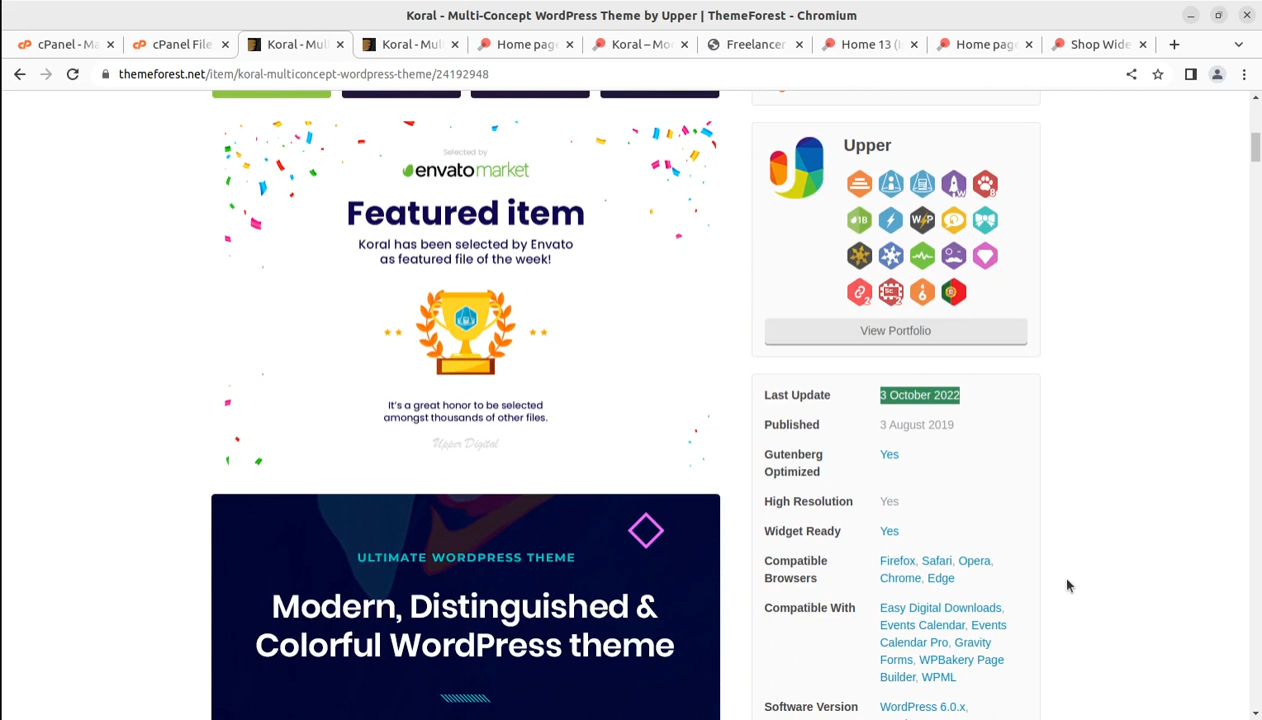 Koral - Multi-Concept WordPress Theme by Upper | ThemeForest - Chromium
cPanel - Ma
cPanel File
Koral - Mul
Koral - Mul
Home pag
Koral – Mo
Freelancer
Home 13 (
Home pag
Shop Wide
themeforest.net/item/koral-multiconcept-wordpress-theme/24192948
Selected by
envatomarket
Featured item
Koral has been selected by Envato
as featured file of the week!
It's a great honor to be selected
amongst thousands of other files.
Upper Digital
ULTIMATE WORDPRESS THEME
Modern, Distinguished &
Colorful WordPress theme
Upper
View Portfolio
Last Update 3 October 2022
Published 3 August 2019
Gutenberg Yes
Optimized
High Resolution Yes
Widget Ready Yes
Compatible Firefox, Safari, Opera,
Browsers Chrome, Edge
Compatible With Easy Digital Downloads,
Events Calendar, Events
Calendar Pro, Gravity
Forms, WPBakery Page
Builder, WPML
Software Version WordPress 6.0.x,